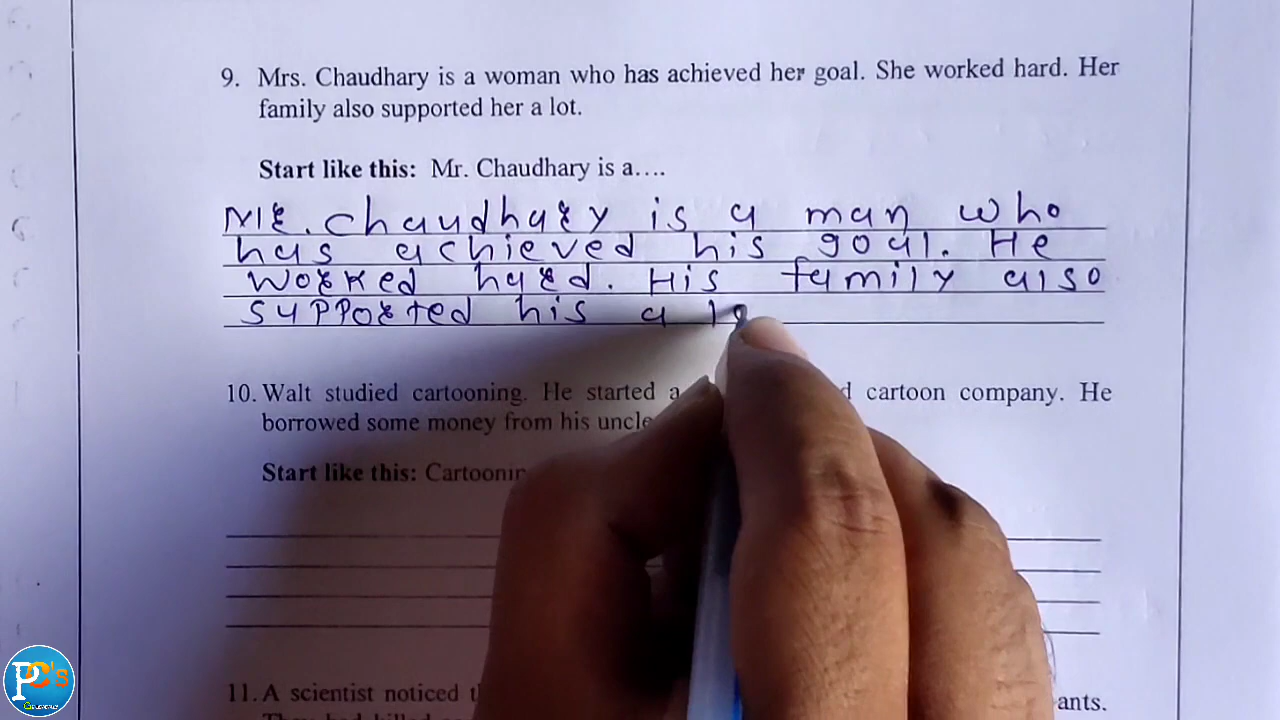 9. Mrs. Chaudhary is a woman who has achieved her goal. She worked hard. Her
family also supported her a lot.
Start like this: Mr. Chaudhary is a....
Mr. Chaudhary is a man who
has achieved his goal. He
worked hard. His family also
supported his a lo
10. Walt studied cartooning. He started a cartoon company. He
borrowed some money from his uncle
Start like this:
11. A scientist noticed ants.
PC's